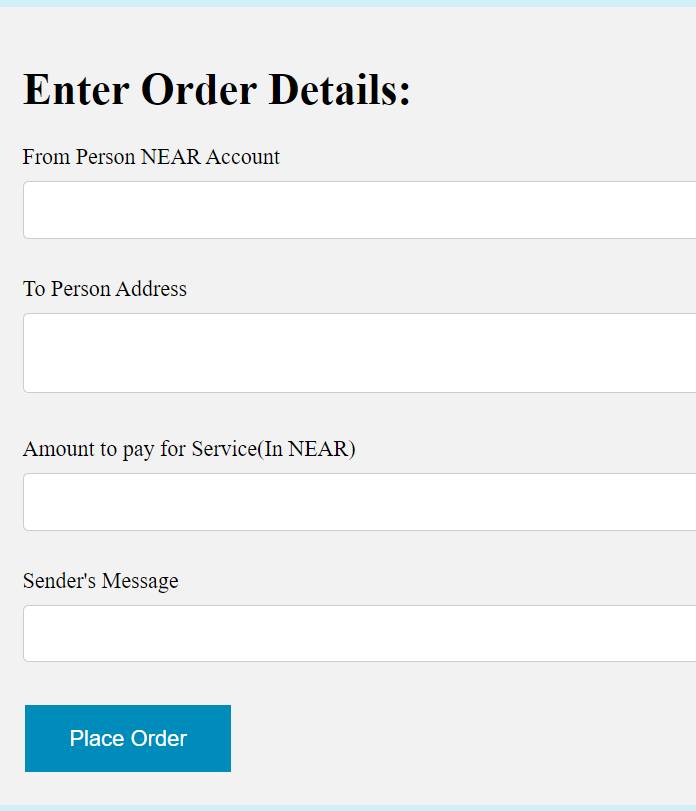 Enter Order Details:
From Person NEAR Account
To Person Address
Amount to pay for Service(In NEAR)
Sender's Message
Place Order